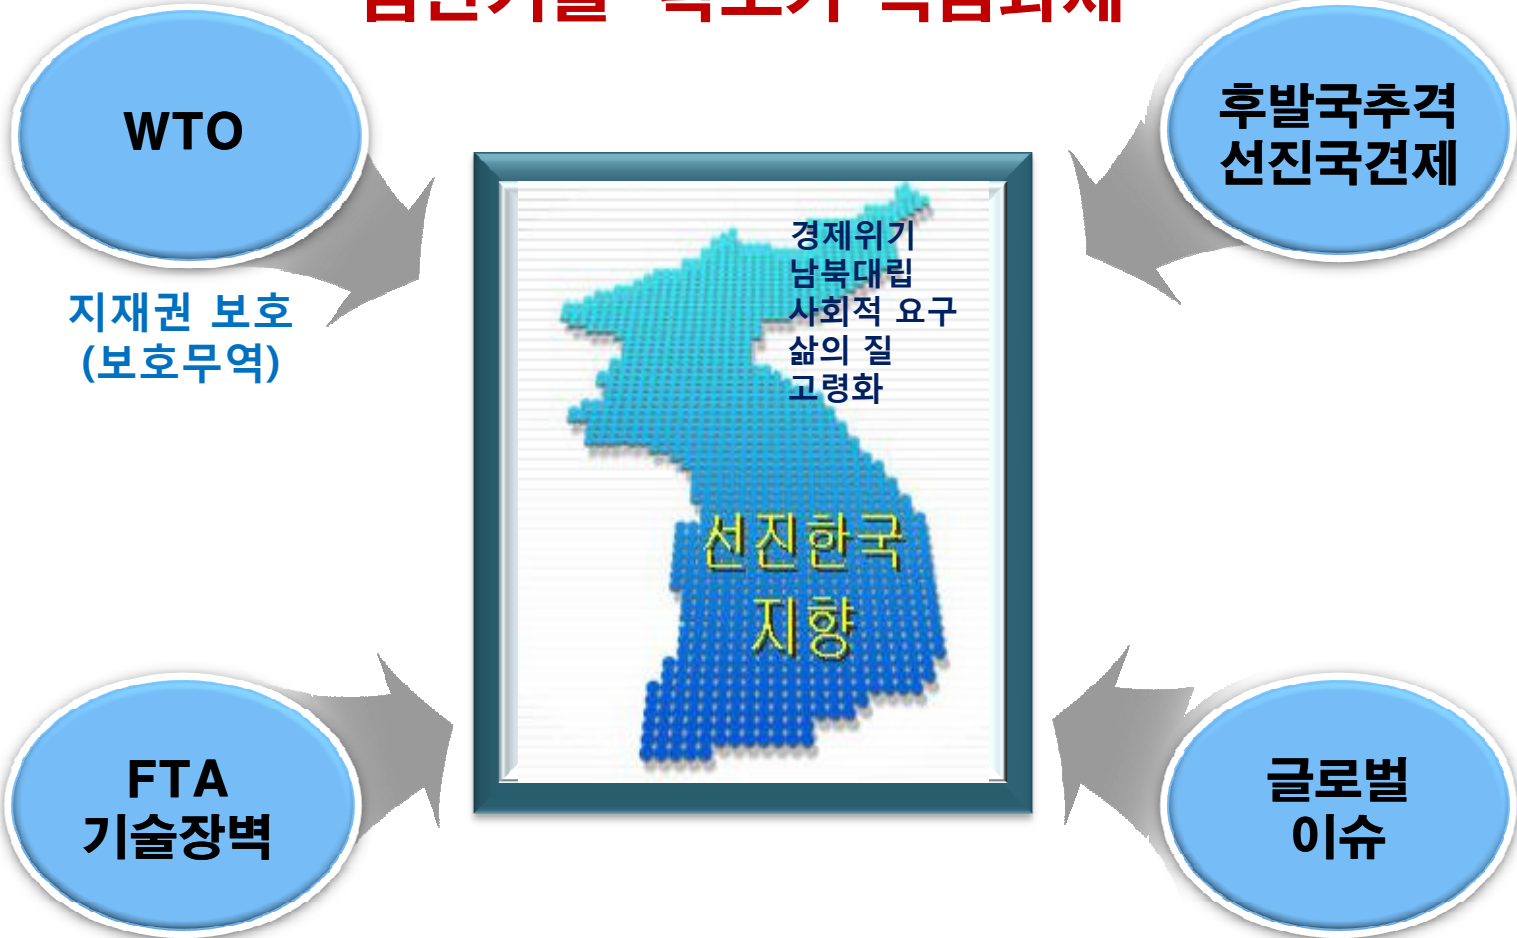 WTO
후발국추격
선진국견제
지재권 보호
(보호무역)
경제위기
남북대립
사회적 요구
삶의 질
고령화
선진한국
지향
FTA
기술장벽
글로벌
이슈